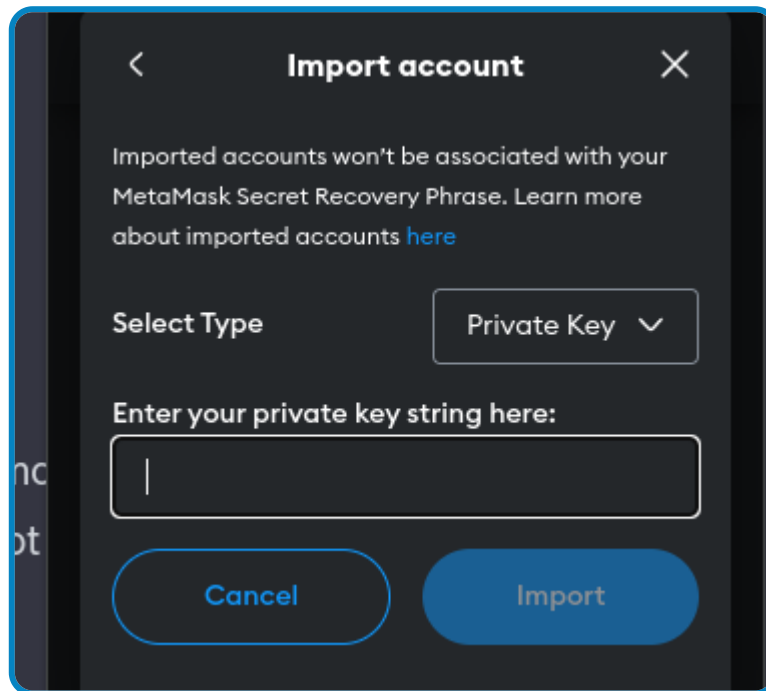 Import account
Imported accounts won't be associated with your
MetaMask Secret Recovery Phrase. Learn more
about imported accounts here
Select Type
Private Key
Enter your private key string here:
Cancel
Import